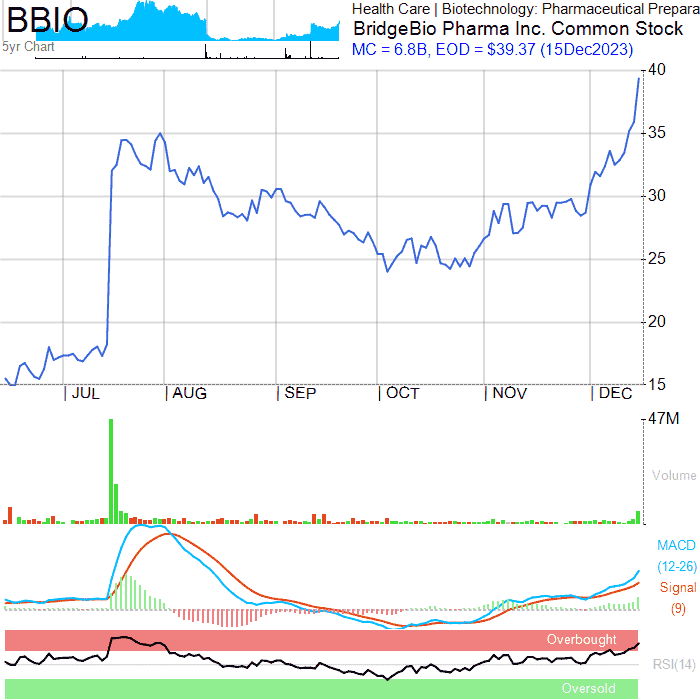 BBIO
5yr Chart
Health Care | Biotechnology: Pharmaceutical Prepara
BridgeBio Pharma Inc. Common Stock
MC = 6.8B, EOD = $39.37 (15Dec2023)
40
35
30
25
20
15
JUL
AUG
SEP
OCT
NOV
DEC
47M
Volume
MACD
(12-26)
Signal
(9)
Overbought
RSI(14)
Oversold